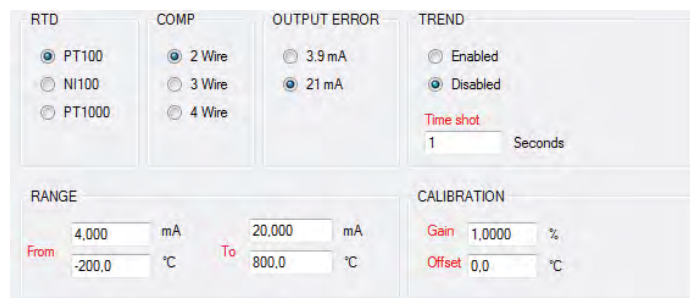 RTD COMP OUTPUT ERROR TREND
PT100 2 Wire 3.9 mA Enabled
NI100 3 Wire 21 mA Disabled
PT1000 4 Wire
Time shot
1 Seconds
RANGE CALIBRATION
4,000 mA 20,000 mA Gain 1,0000 %
From To
-200,0 °C 800,0 °C Offset 0,0 °C